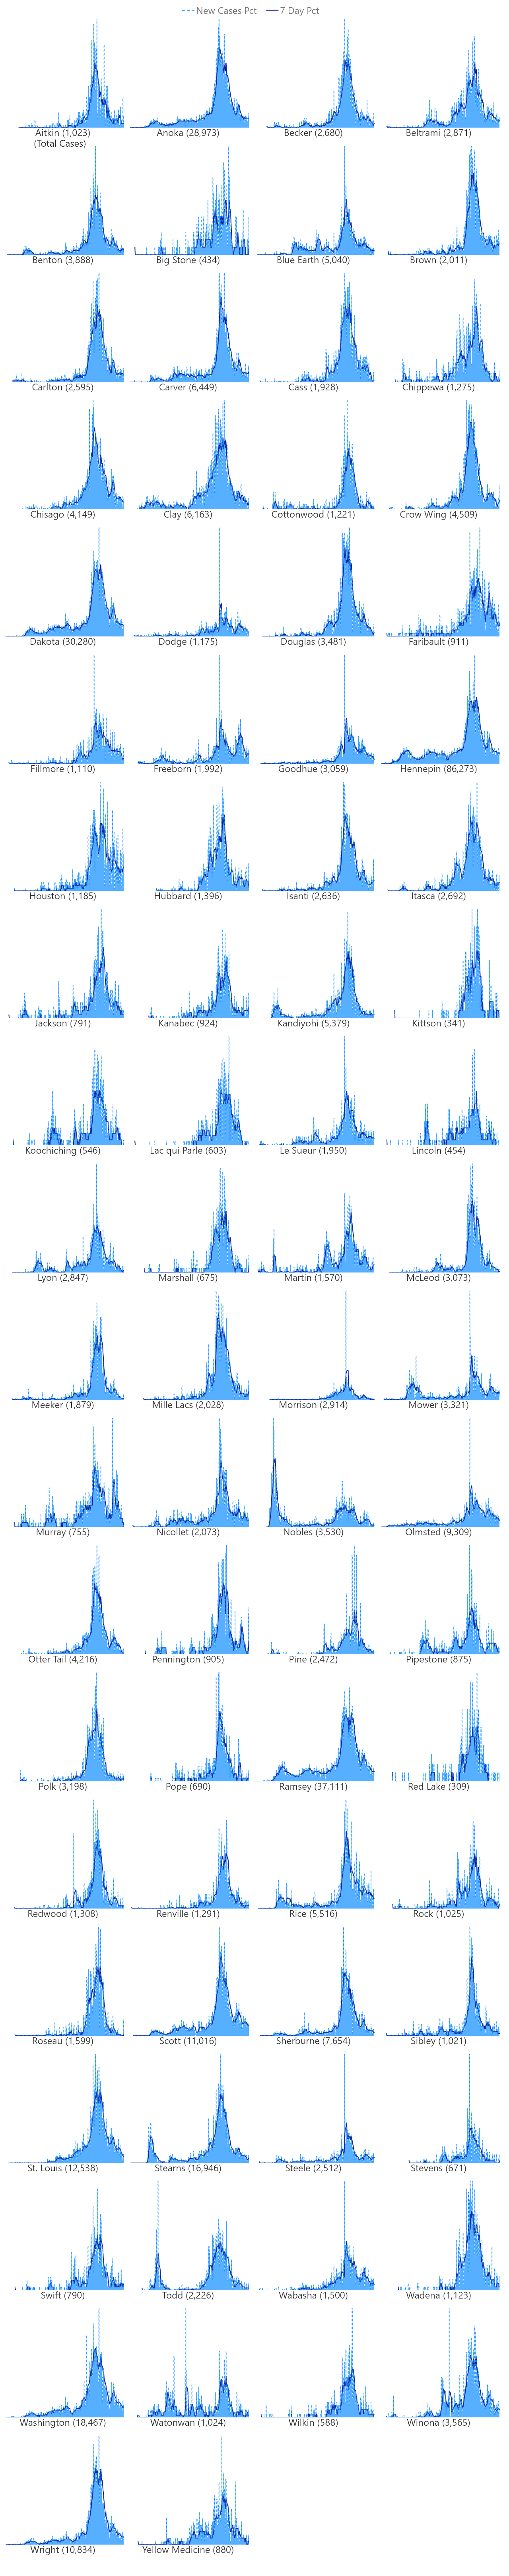 New Cases Pct 7 Day Pct
Aitkin (1,023) Anoka (28,973) Becker (2,680) Beltrami (2,871)
(Total Cases)
Benton (3,888) Big Stone (434) Blue Earth (5,040) Brown (2,011)
Carlton (2,595) Carver (6,449) Cass (1,928) Chippewa (1,275)
Chisago (4,149) Clay (6,163) Cottonwood (1,221) Crow Wing (4,509)
Dakota (30,280) Dodge (1,175) Douglas (3,481) Faribault (911)
Fillmore (1,110) Freeborn (1,992) Goodhue (3,059) Hennepin (86,273)
Houston (1,185) Hubbard (1,396) Isanti (2,636) Itasca (2,692)
Jackson (791) Kanabec (924) Kandiyohi (5,379) Kittson (341)
Koochiching (546) Lac qui Parle (603) Le Sueur (1,950) Lincoln (454)
Lyon (2,847) Marshall (675) Martin (1,570) McLeod (3,073)
Meeker (1,879) Mille Lacs (2,028) Morrison (2,914) Mower (3,321)
Murray (755) Nicollet (2,073) Nobles (3,530) Olmsted (9,309)
Otter Tail (4,216) Pennington (905) Pine (2,472) Pipestone (875)
Polk (3,198) Pope (690) Ramsey (37,111) Red Lake (309)
Redwood (1,308) Renville (1,291) Rice (5,516) Rock (1,025)
Roseau (1,599) Scott (11,016) Sherburne (7,654) Sibley (1,021)
St. Louis (12,538) Stearns (16,946) Steele (2,512) Stevens (671)
Swift (790) Todd (2,226) Wabasha (1,500) Wadena (1,123)
Washington (18,467) Watonwan (1,024) Wilkin (588) Winona (3,565)
Wright (10,834) Yellow Medicine (880)